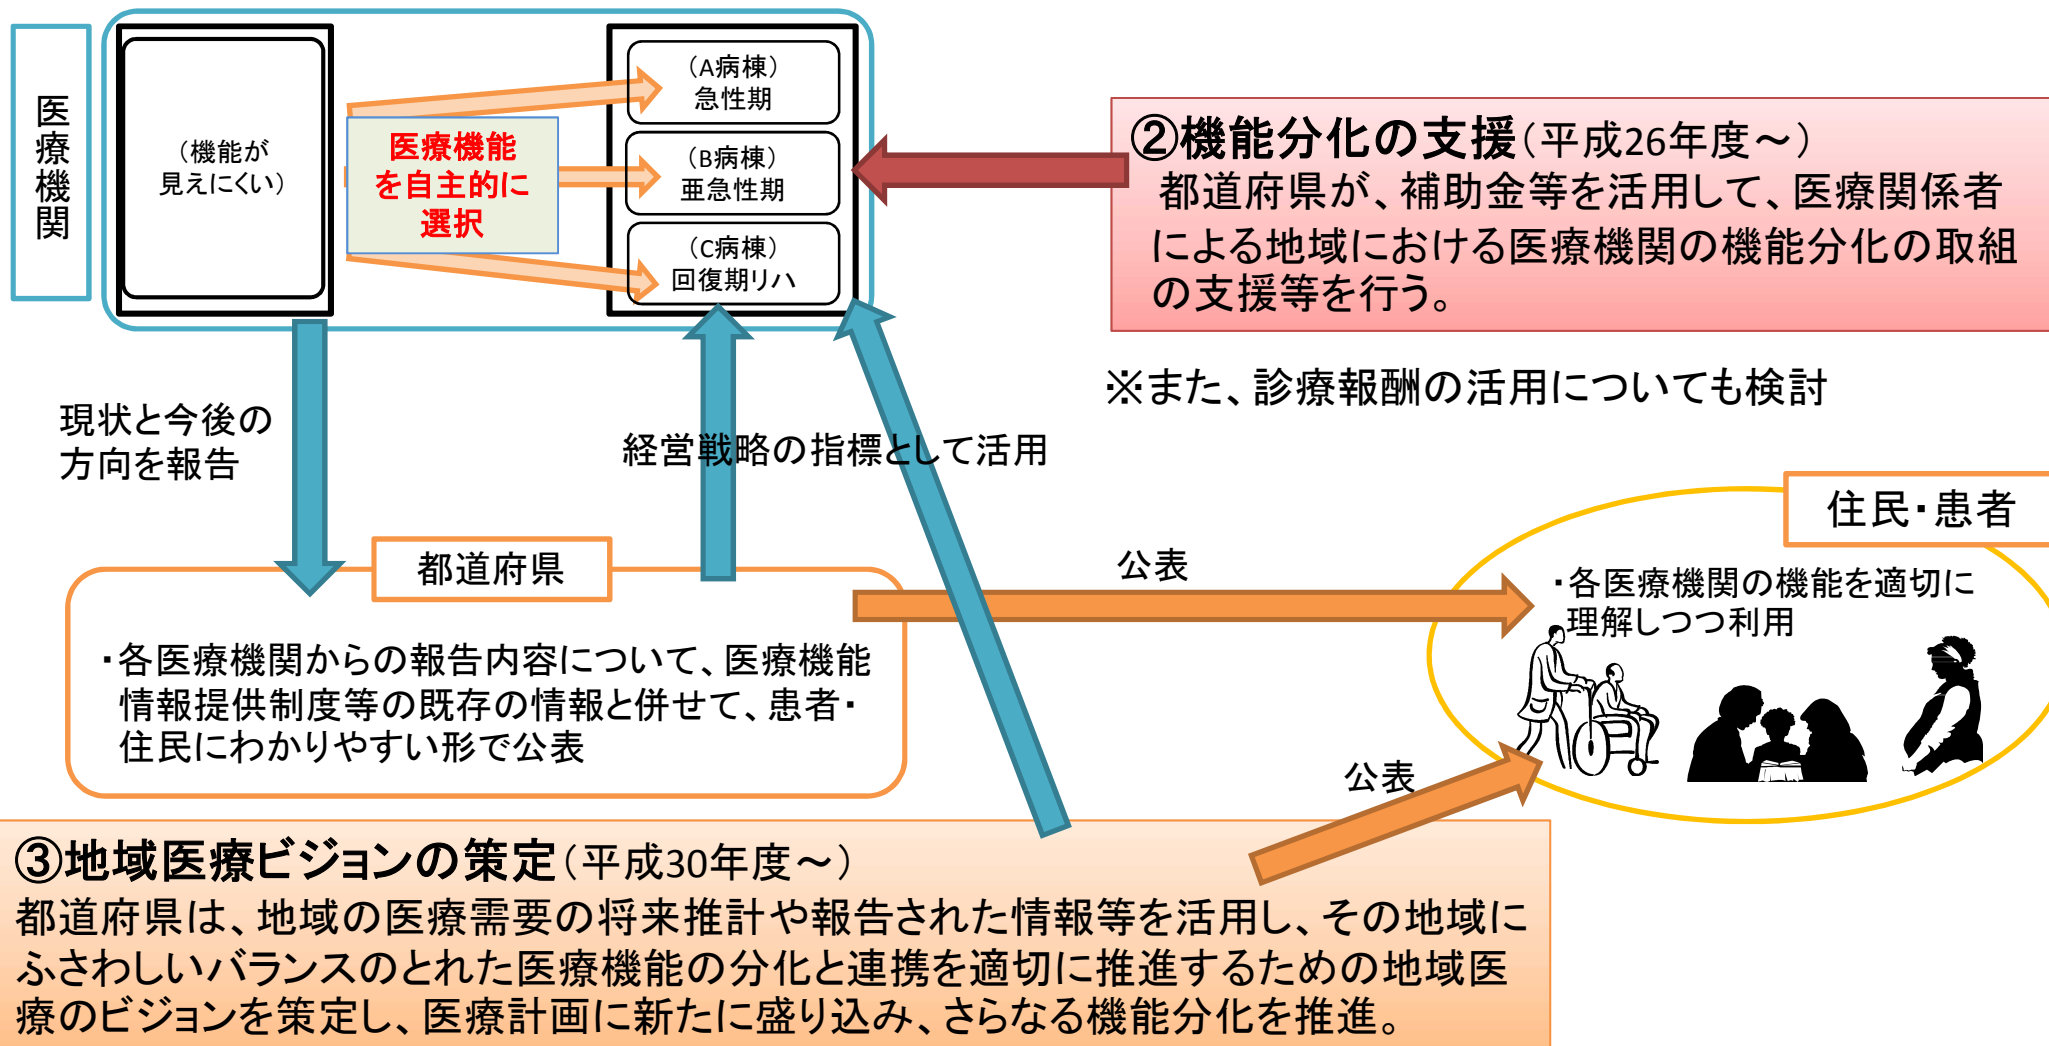 医療機関
（機能が
見えにくい）
医療機能
を自主的に
選択
（A病棟）
急性期
（B病棟）
亜急性期
（C病棟）
回復期リハ
②機能分化の支援（平成26年度～）
都道府県が、補助金等を活用して、医療関係者
による地域における医療機関の機能分化の取組
の支援等を行う。
※また、診療報酬の活用についても検討
現状と今後の
方向を報告
経営戦略の指標として活用
都道府県
・各医療機関からの報告内容について、医療機能
情報提供制度等の既存の情報と併せて、患者・
住民にわかりやすい形で公表
公表
住民・患者
・各医療機関の機能を適切に
理解しつつ利用
公表
③地域医療ビジョンの策定（平成30年度～）
都道府県は、地域の医療需要の将来推計や報告された情報等を活用し、その地域に
ふさわしいバランスのとれた医療機能の分化と連携を適切に推進するための地域医
療のビジョンを策定し、医療計画に新たに盛り込み、さらなる機能分化を推進。